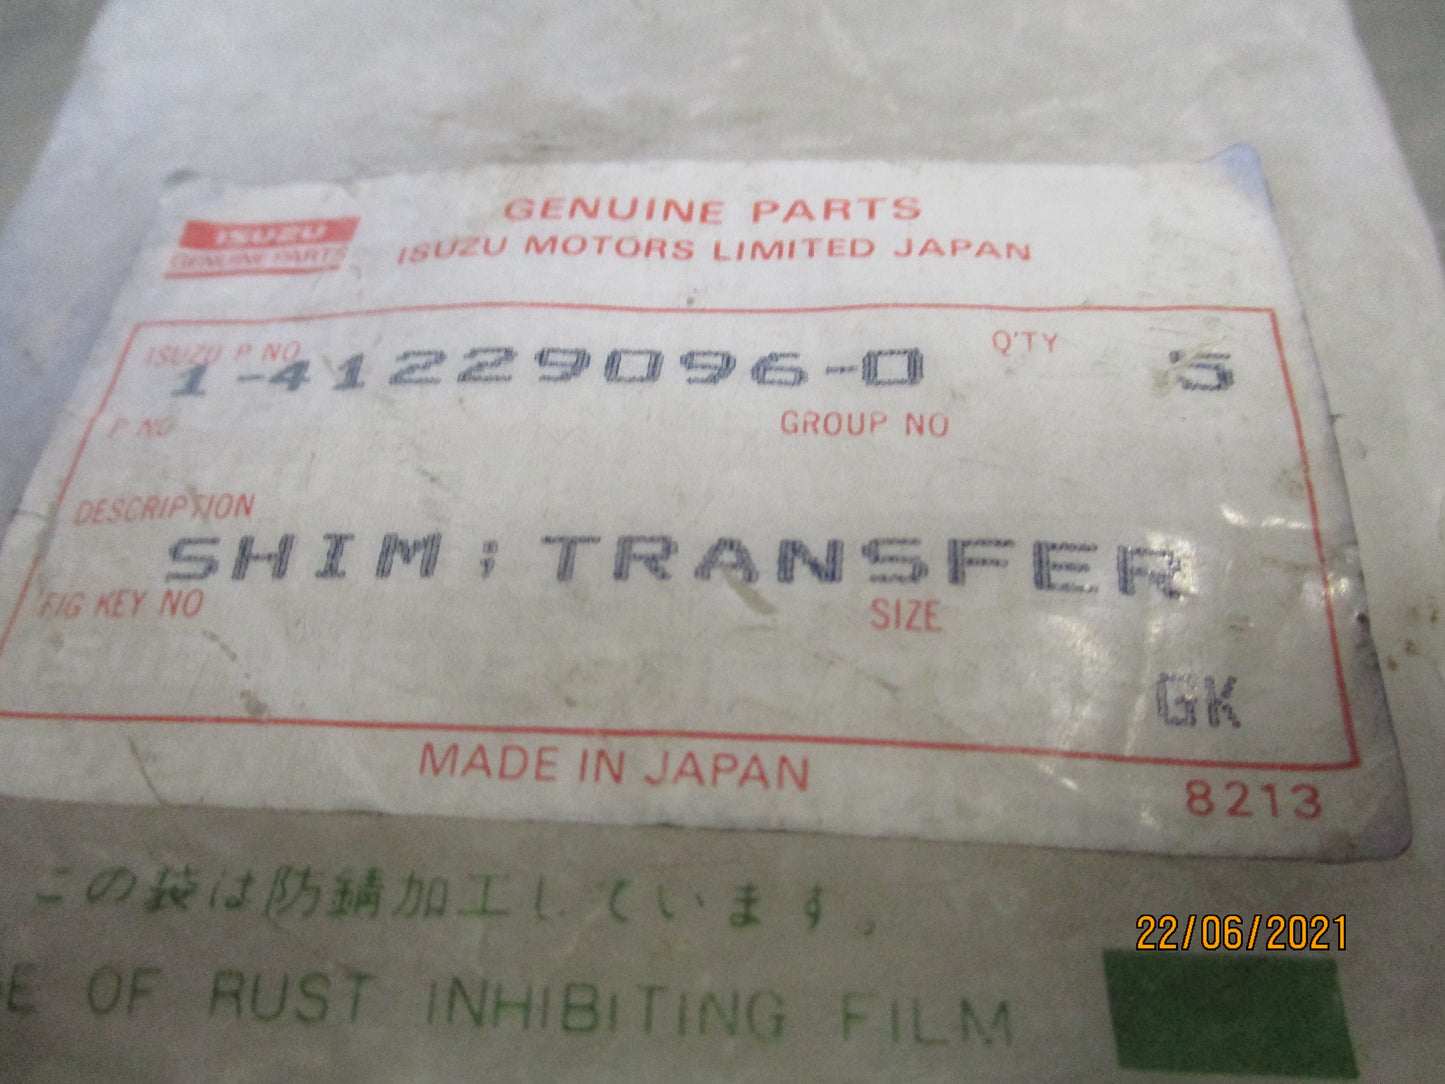 GENUINE PARTS
ISUZU MOTORS LIMITED JAPAN
ISUZU
GENUINE PARTS
ISUZU P NO
Q'TY
1-41229096-0
5
P NO
GROUP NO
DESCRIPTION
SHIM;TRANSFER
FIG KEY NO
SIZE
GK
MADE IN JAPAN
8213
この袋は防錆加工しています。
22/06/2021
OF RUST INHIBITING FILM